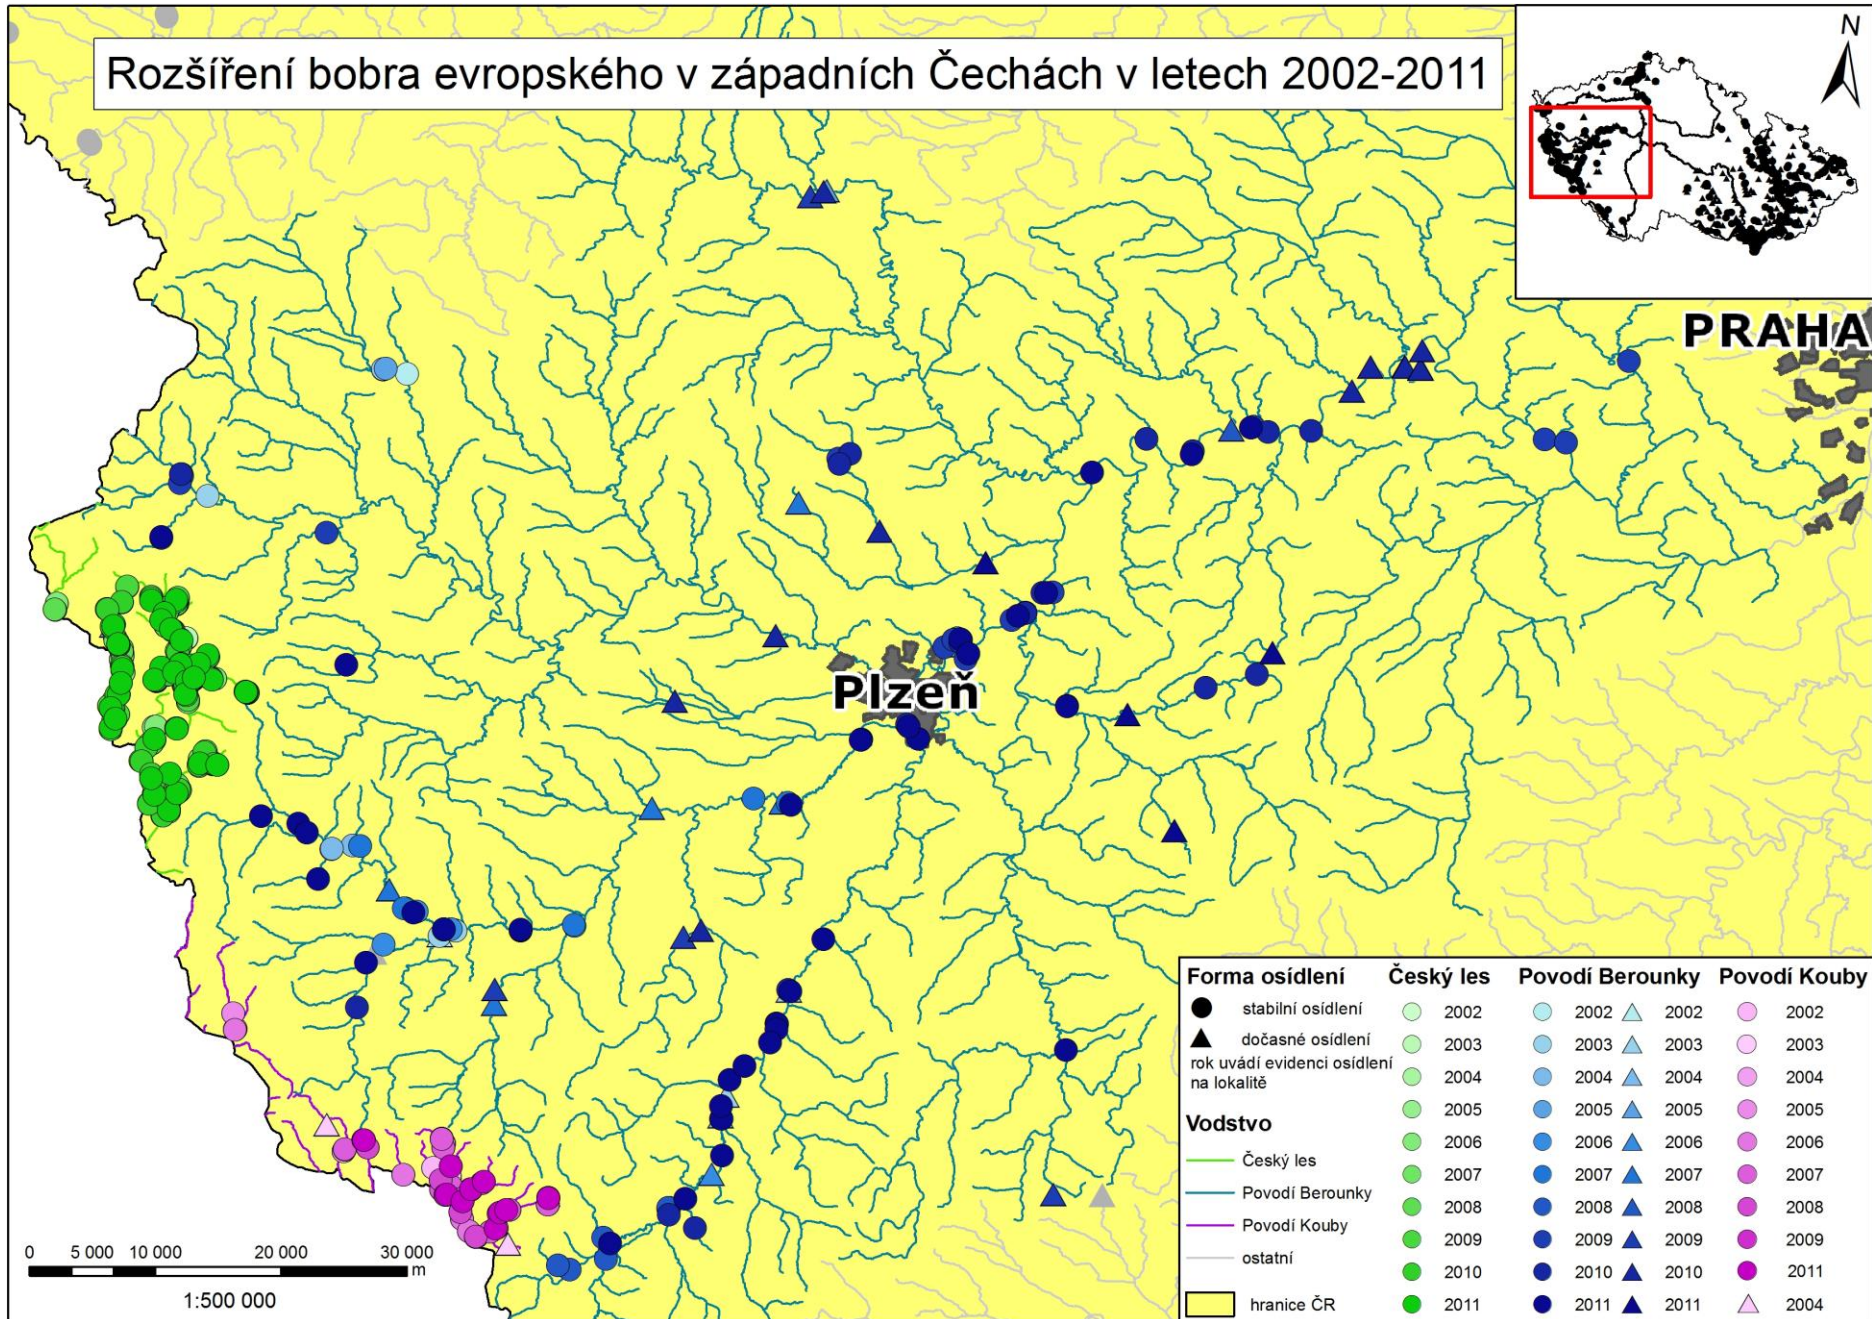 Rozšíření bobra evropského v západních Čechách v letech 2002-2011
N
PRAHA
Plzeň
Forma osídlení
stabilní osídlení
dočasné osídlení
rok uvádí evidenci osídlení
na lokalitě
Vodstvo
Český les
Povodí Berounky
Povodí Kouby
ostatní
hranice ČR
Český les
2002
2003
2004
2005
2006
2007
2008
2009
2010
2011
Povodí Berounky
2002 2002
2003 2003
2004 2004
2005 2005
2006 2006
2007 2007
2008 2008
2009 2009
2010 2010
2011 2011
Povodí Kouby
2002
2003
2004
2005
2006
2007
2008
2009
2011
2004
0 5 000 10 000 20 000 30 000
m
1:500 000